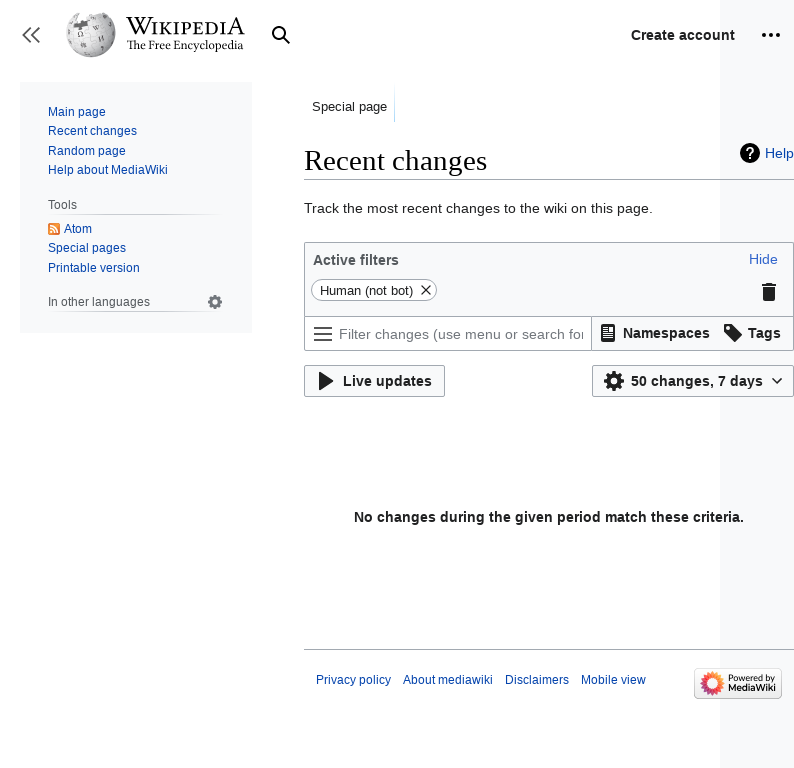 WIKIPEDIA
The Free Encyclopedia
Create account
Main page
Recent changes
Random page
Help about MediaWiki
Tools
Atom
Special pages
Printable version
In other languages
Special page
Recent changes
Help
Track the most recent changes to the wiki on this page.
Active filters
Hide
Human (not bot)
Filter changes (use menu or search for
Namespaces
Tags
Live updates
50 changes, 7 days
No changes during the given period match these criteria.
Privacy policy
About mediawiki
Disclaimers
Mobile view
Powered by
MediaWiki